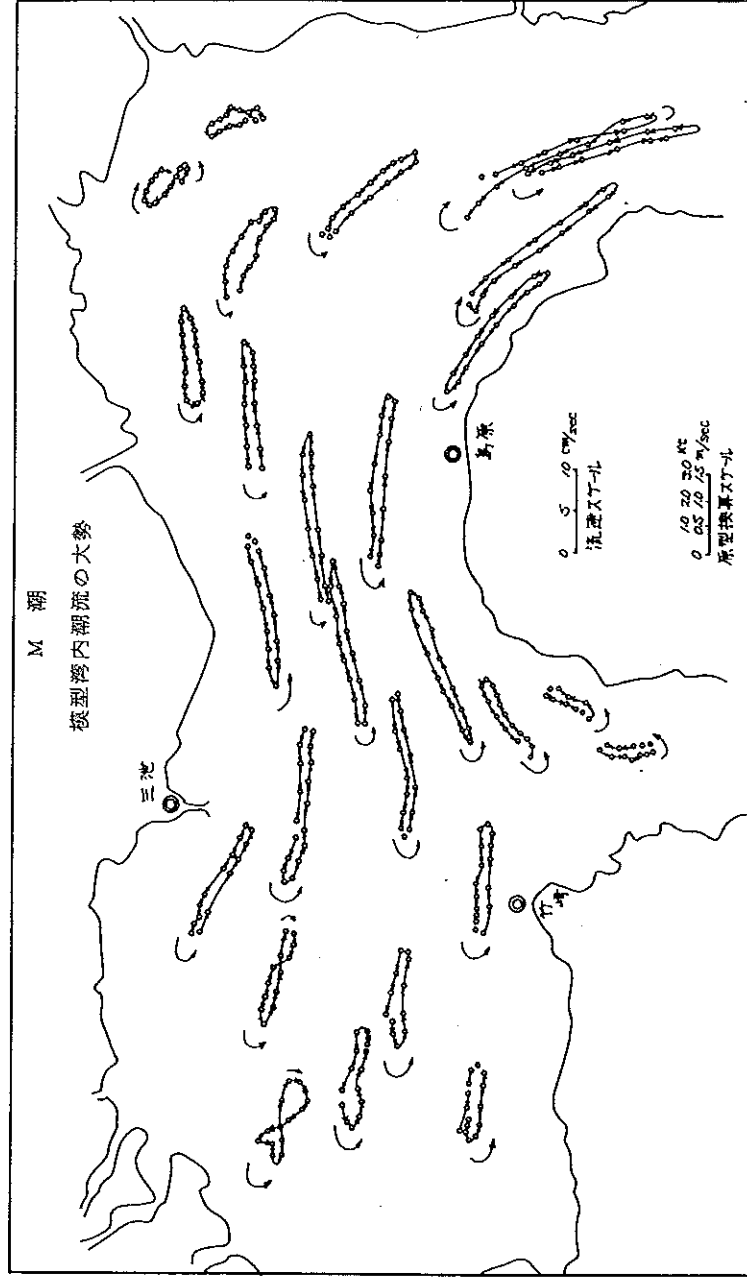 M 潮
模型湾内潮流の大勢
三池
島原
竹崎
0 5 10 cm/sec
流速スケール
1.0 2.0 3.0 Kt
0 0.5 1.0 1.5 m/sec
原型換算スケール